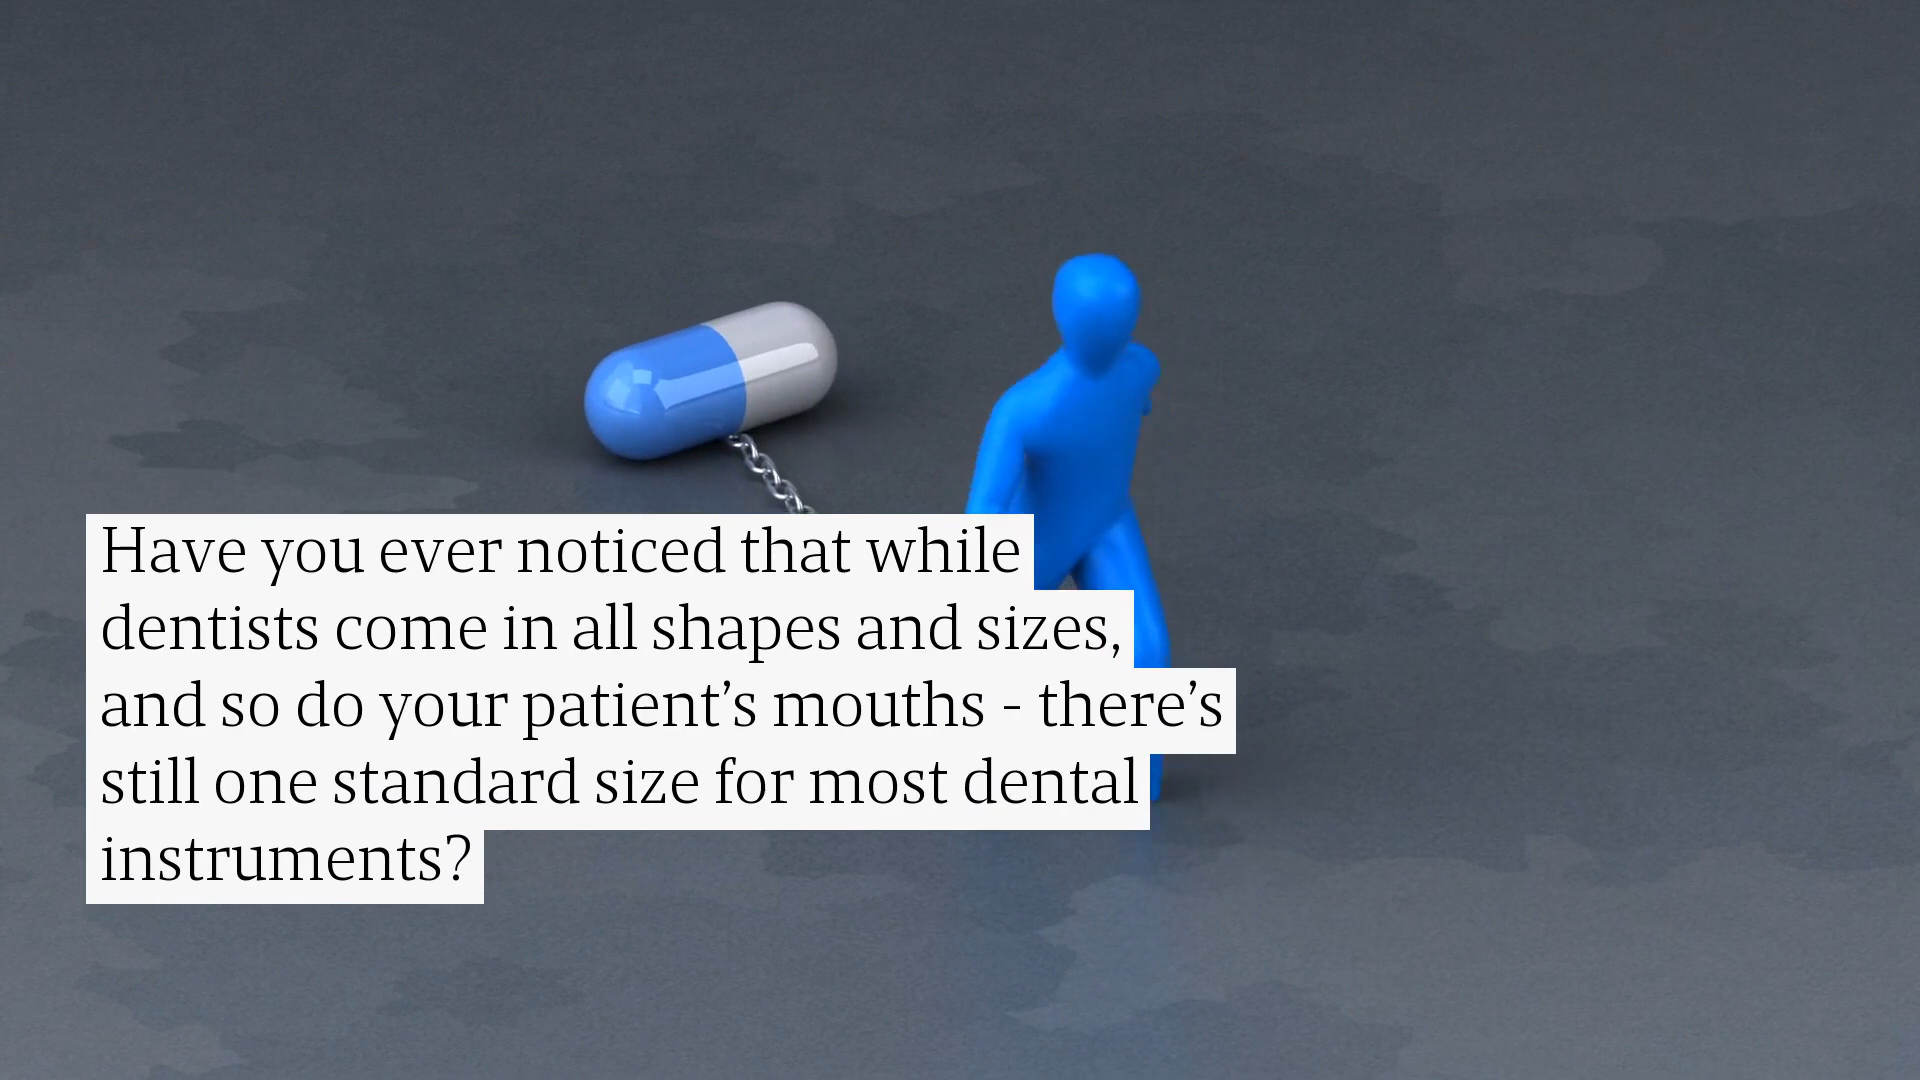 Have you ever noticed that while
dentists come in all shapes and sizes,
and so do your patient’s mouths - there’s
still one standard size for most dental
instruments?